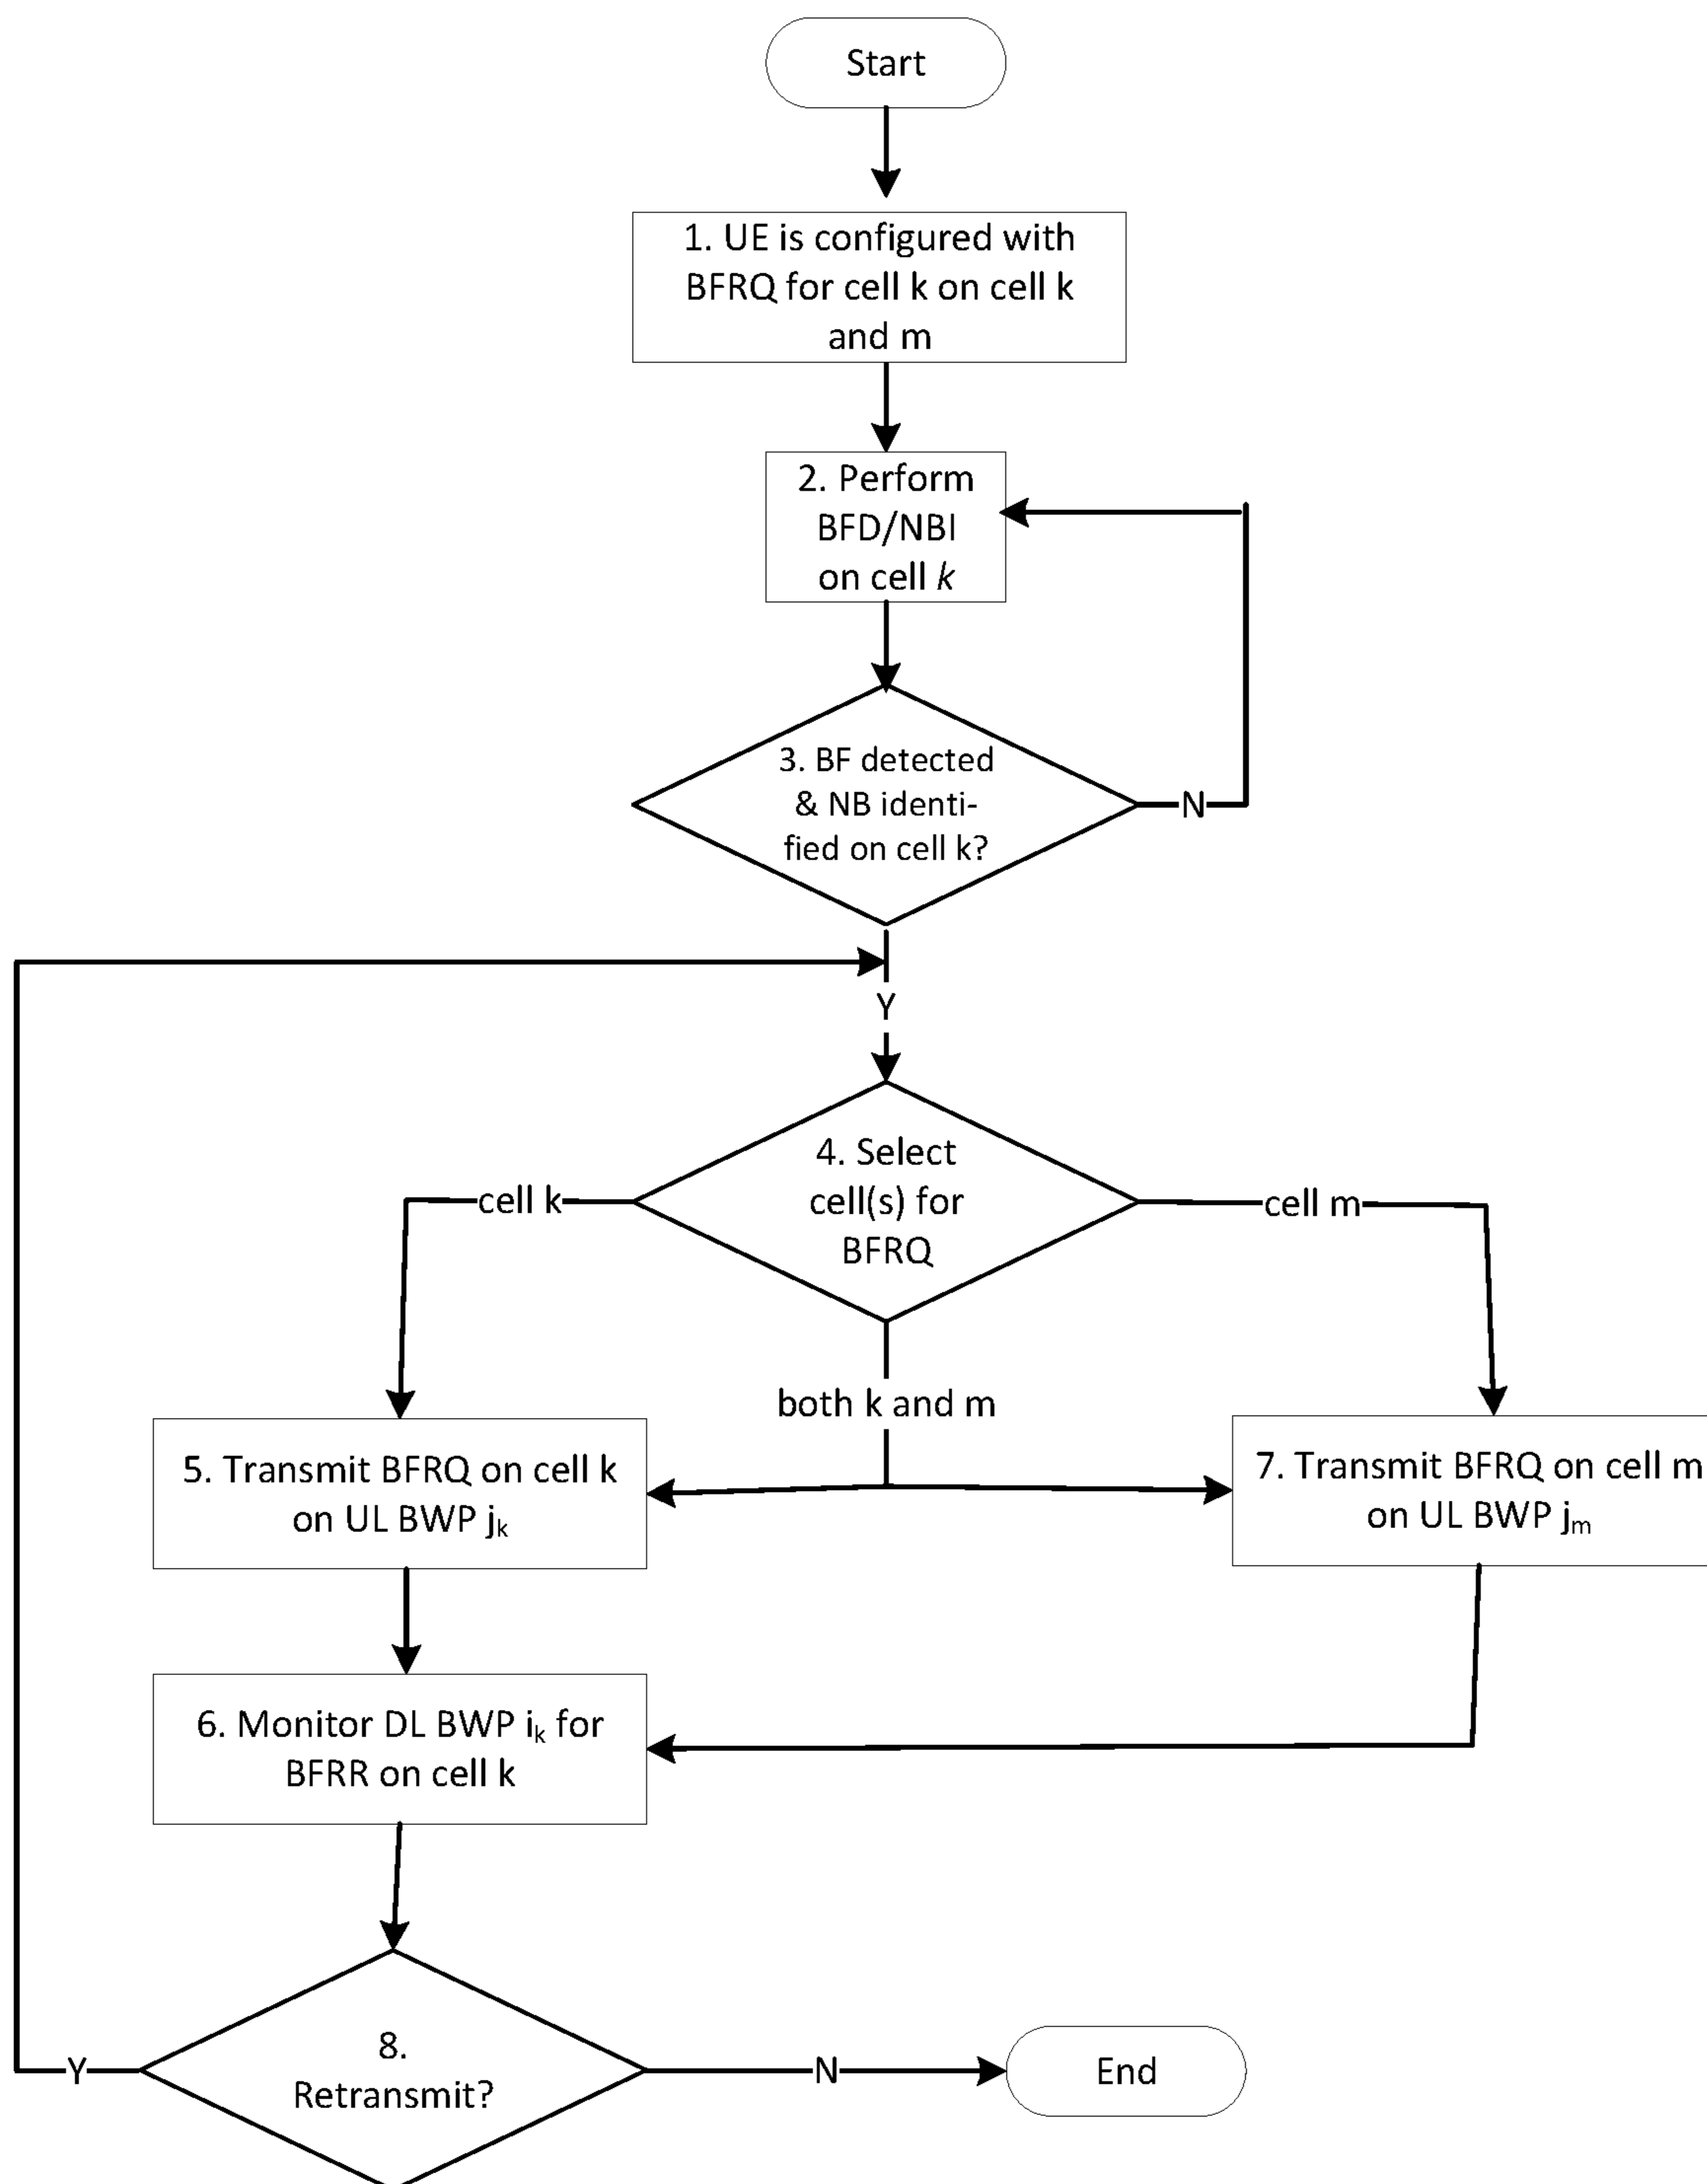 Start
1. UE is configured with
BFRQ for cell k on cell k
and m
2. Perform
BFD/NBI
on cell k
3. BF detected
& NB identi-
fied on cell k?
N
Y
4. Select
cell(s) for
BFRQ
cell k
cell m
both k and m
5. Transmit BFRQ on cell k
on UL BWP jk
7. Transmit BFRQ on cell m
on UL BWP jm
6. Monitor DL BWP ik for
BFRR on cell k
8.
Retransmit?
Y
N
End